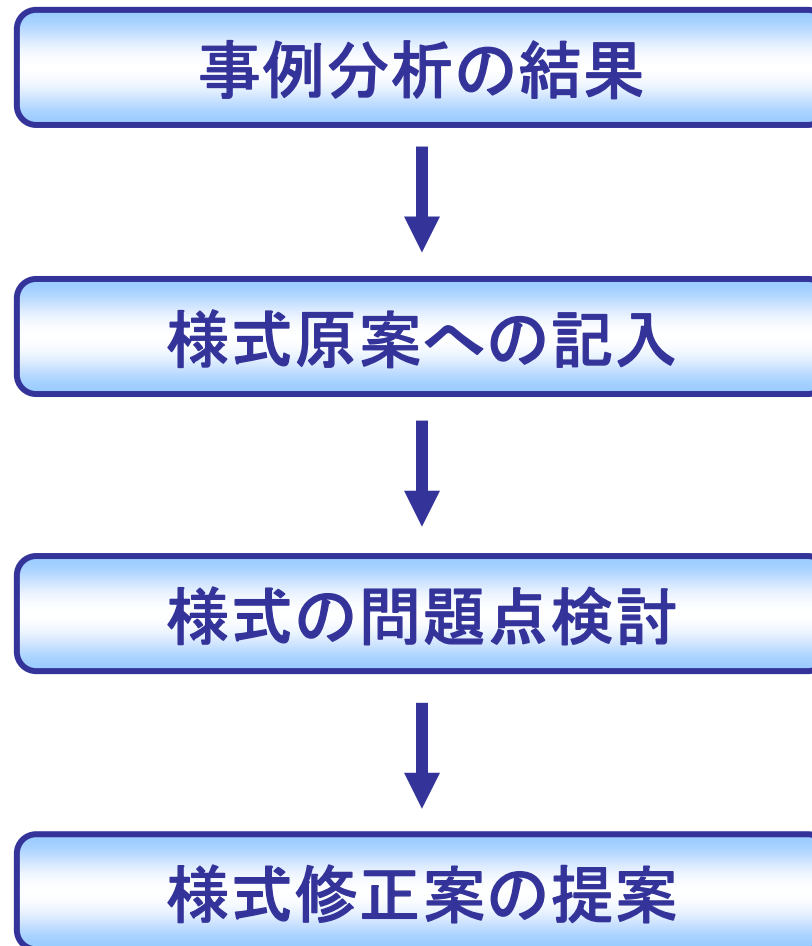 事例分析の結果
様式原案への記入
様式の問題点検討
様式修正案の提案